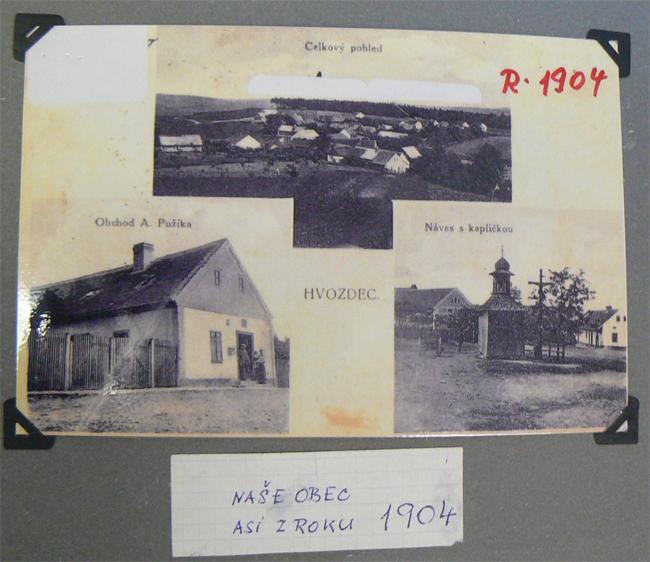 Celkový pohled
R. 1904
Obchod A. Pužíka
Náves s kapličkou
HVOZDEC.
NAŠE OBEC
ASI Z ROKU 1904